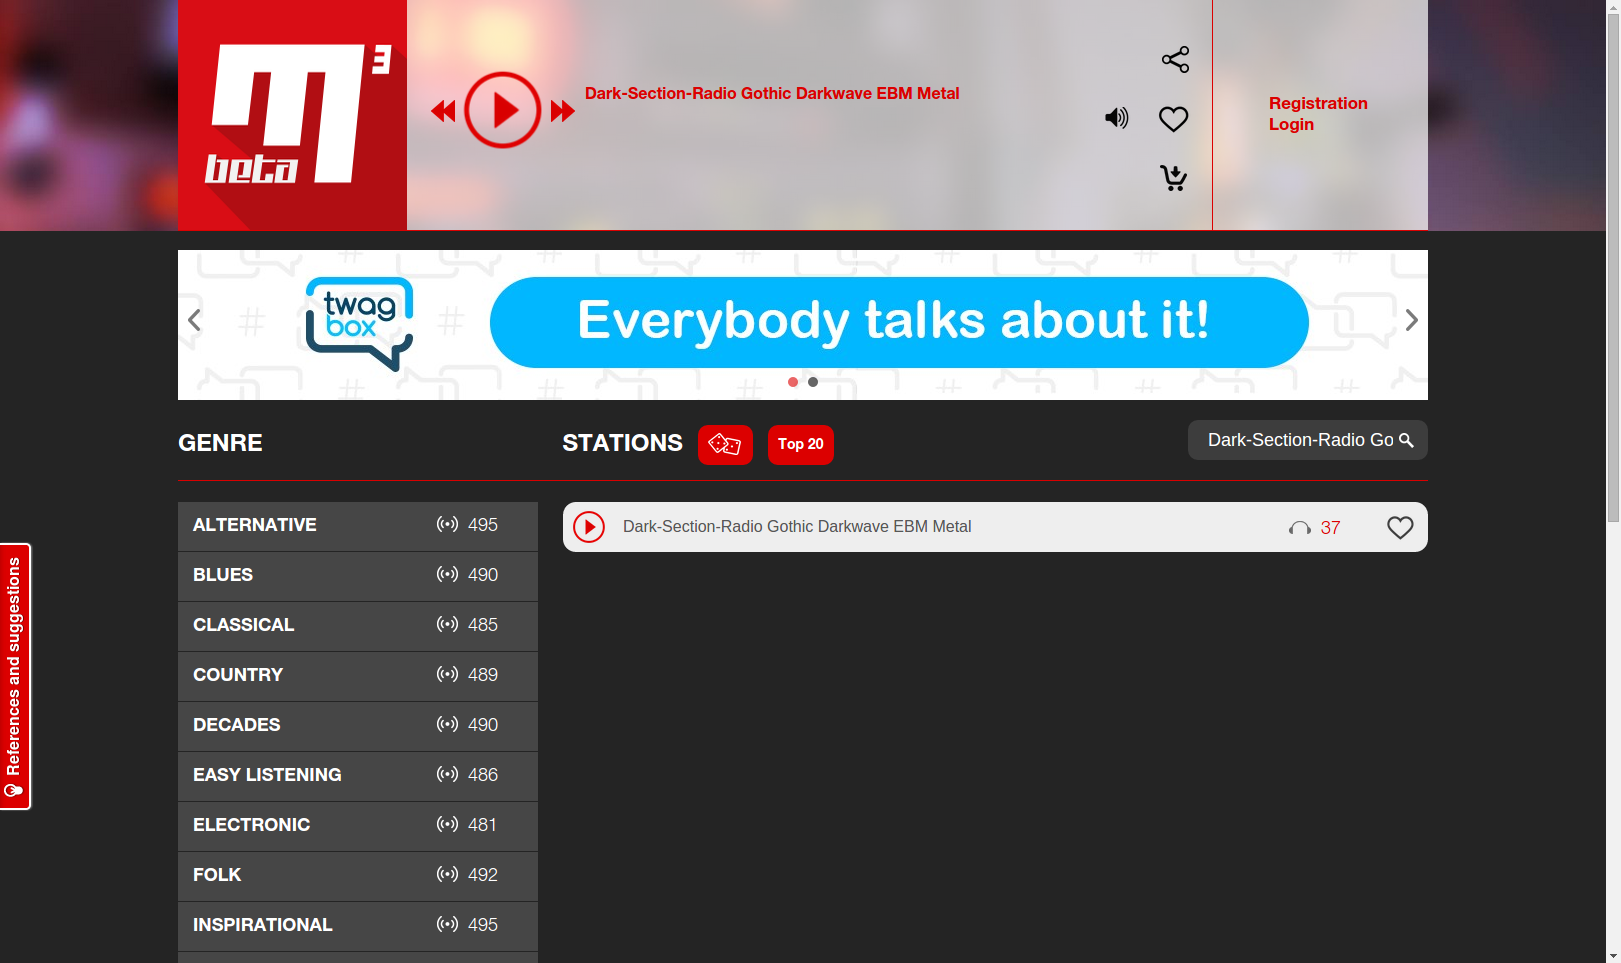 m3
beta
Dark-Section-Radio Gothic Darkwave EBM Metal
Registration
Login
twag
box
Everybody talks about it!
GENRE
STATIONS
Top 20
Dark-Section-Radio Go
ALTERNATIVE 495
BLUES 490
CLASSICAL 485
COUNTRY 489
DECADES 490
EASY LISTENING 486
ELECTRONIC 481
FOLK 492
INSPIRATIONAL 495
Dark-Section-Radio Gothic Darkwave EBM Metal 37
References and suggestions